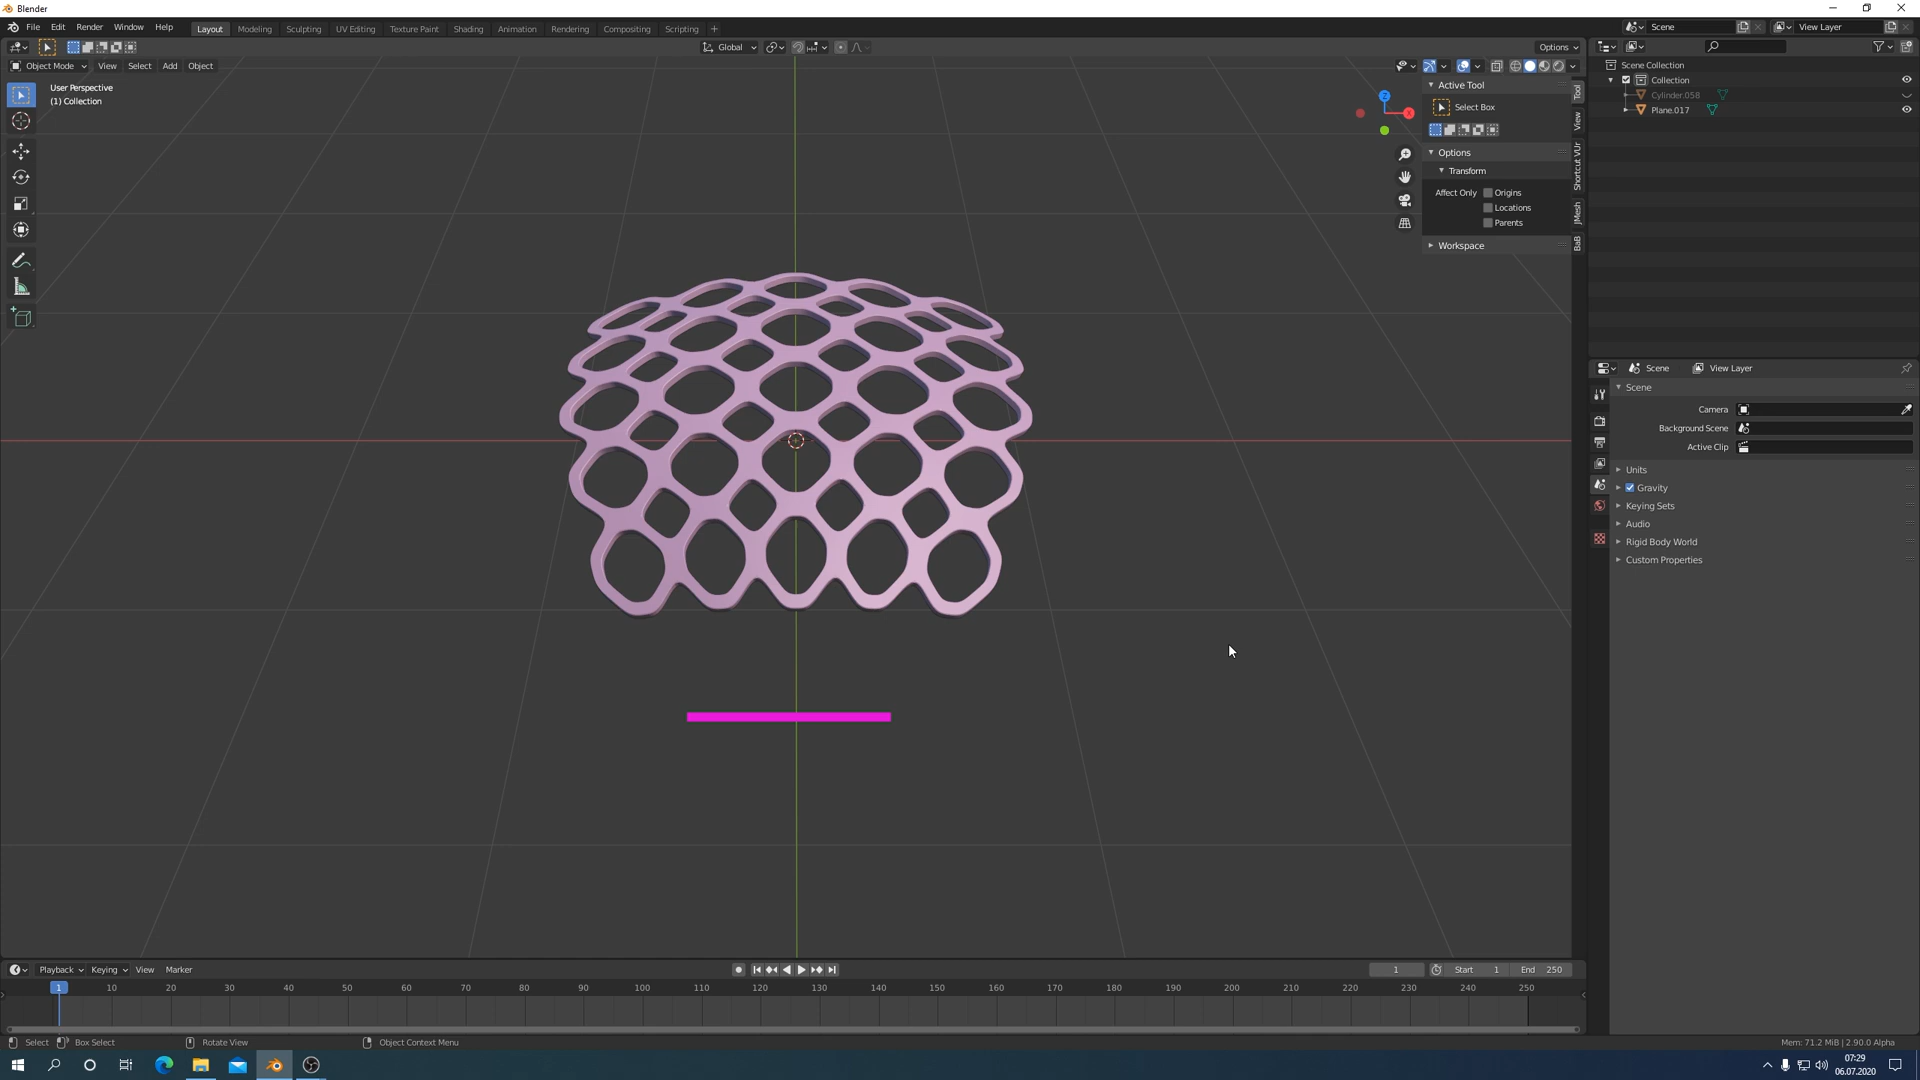 Blender
File Edit Render Window Help
Layout Modeling Sculpting UV Editing Texture Paint Shading Animation Rendering Compositing Scripting +
Scene
View Layer
Global
Options
Object Mode View Select Add Object
User Perspective
(1) Collection
Z
X
Active Tool
Select Box
Options
Transform
Affect Only Origins
Locations
Parents
Workspace
Tool
View
Shortcut VUr
JMesh
BaB
Scene Collection
Collection
Cylinder.058
Plane.017
Scene View Layer
Scene
Camera
Background Scene
Active Clip
Units
Gravity
Keying Sets
Audio
Rigid Body World
Custom Properties
Playback Keying View Marker
1 Start 1 End 250
1 10 20 30 40 50 60 70 80 90 100 110 120 130 140 150 160 170 180 190 200 210 220 230 240 250
Select Box Select Rotate View Object Context Menu
Mem: 71.2 MiB | 2.90.0 Alpha
07:29
06.07.2020